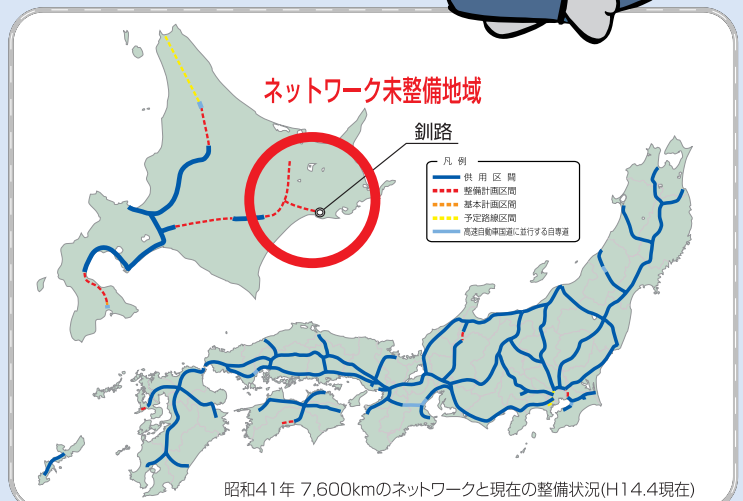 ネットワーク未整備地域
釧路
凡例
供用区間
整備計画区間
基本計画区間
予定路線区間
高速自動車国道に並行する自専道
昭和41年 7,600kmのネットワークと現在の整備状況(H14.4現在)